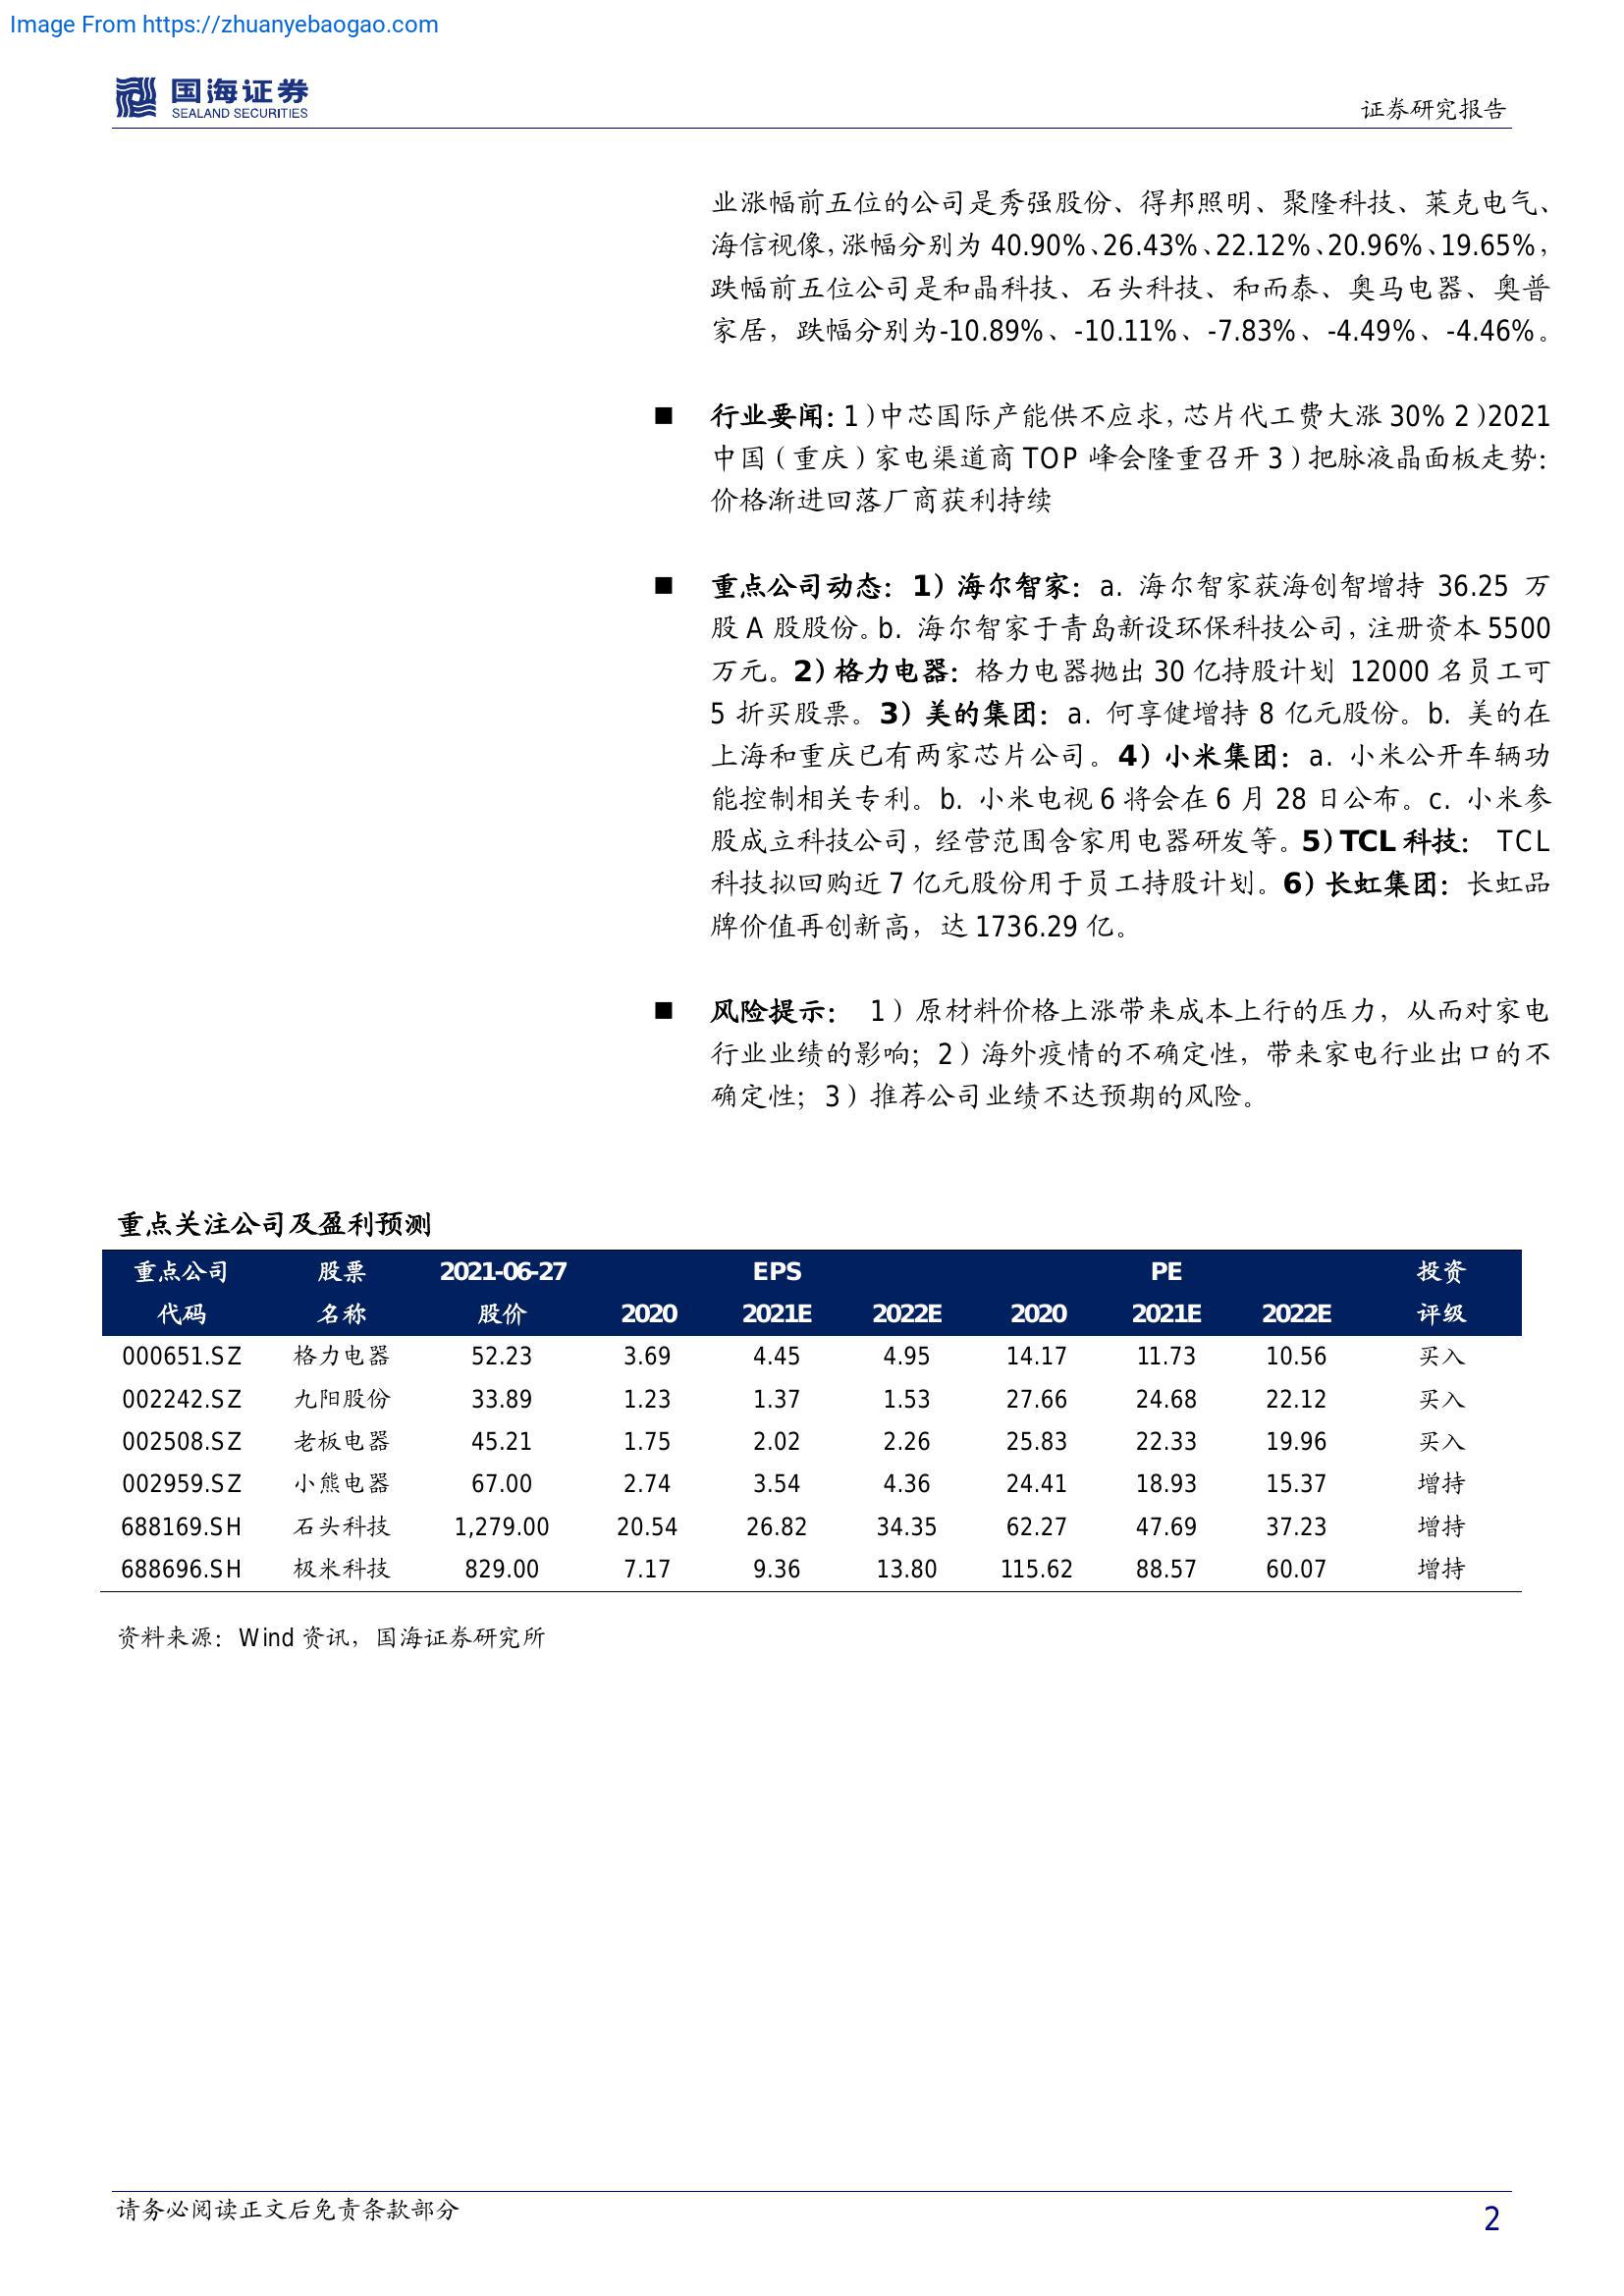 Image From https://zhuanyebaogao.com
国海证券
SEALAND SECURITIES
证券研究报告
业涨幅前五位的公司是秀强股份、得邦照明、聚隆科技、莱克电气、
海信视像，涨幅分别为 40.90%、26.43%、22.12%、20.96%、19.65%，
跌幅前五位公司是和晶科技、石头科技、和而泰、奥马电器、奥普
家居，跌幅分别为-10.89%、-10.11%、-7.83%、-4.49%、-4.46%。
■ 行业要闻：1）中芯国际产能供不应求，芯片代工费大涨 30% 2）2021
中国（重庆）家电渠道商 TOP 峰会隆重召开 3）把脉液晶面板走势：
价格渐进回落厂商获利持续
■ 重点公司动态：1）海尔智家：a. 海尔智家获海创智增持 36.25 万
股 A 股股份。b. 海尔智家于青岛新设环保科技公司，注册资本 5500
万元。2）格力电器：格力电器抛出 30 亿持股计划 12000 名员工可
5 折买股票。3）美的集团：a. 何享健增持 8 亿元股份。b. 美的在
上海和重庆已有两家芯片公司。4）小米集团：a. 小米公开车辆功
能控制相关专利。b. 小米电视 6 将会在 6 月 28 日公布。c. 小米参
股成立科技公司，经营范围含家用电器研发等。5）TCL 科技： TCL
科技拟回购近 7 亿元股份用于员工持股计划。6）长虹集团：长虹品
牌价值再创新高，达 1736.29 亿。
■ 风险提示： 1）原材料价格上涨带来成本上行的压力，从而对家电
行业业绩的影响；2）海外疫情的不确定性，带来家电行业出口的不
确定性；3）推荐公司业绩不达预期的风险。
重点关注公司及盈利预测
重点公司 股票 2021-06-27 EPS PE 投资
代码 名称 股价 2020 2021E 2022E 2020 2021E 2022E 评级
000651.SZ 格力电器 52.23 3.69 4.45 4.95 14.17 11.73 10.56 买入
002242.SZ 九阳股份 33.89 1.23 1.37 1.53 27.66 24.68 22.12 买入
002508.SZ 老板电器 45.21 1.75 2.02 2.26 25.83 22.33 19.96 买入
002959.SZ 小熊电器 67.00 2.74 3.54 4.36 24.41 18.93 15.37 增持
688169.SH 石头科技 1,279.00 20.54 26.82 34.35 62.27 47.69 37.23 增持
688696.SH 极米科技 829.00 7.17 9.36 13.80 115.62 88.57 60.07 增持
资料来源：Wind 资讯，国海证券研究所
请务必阅读正文后免责条款部分
2